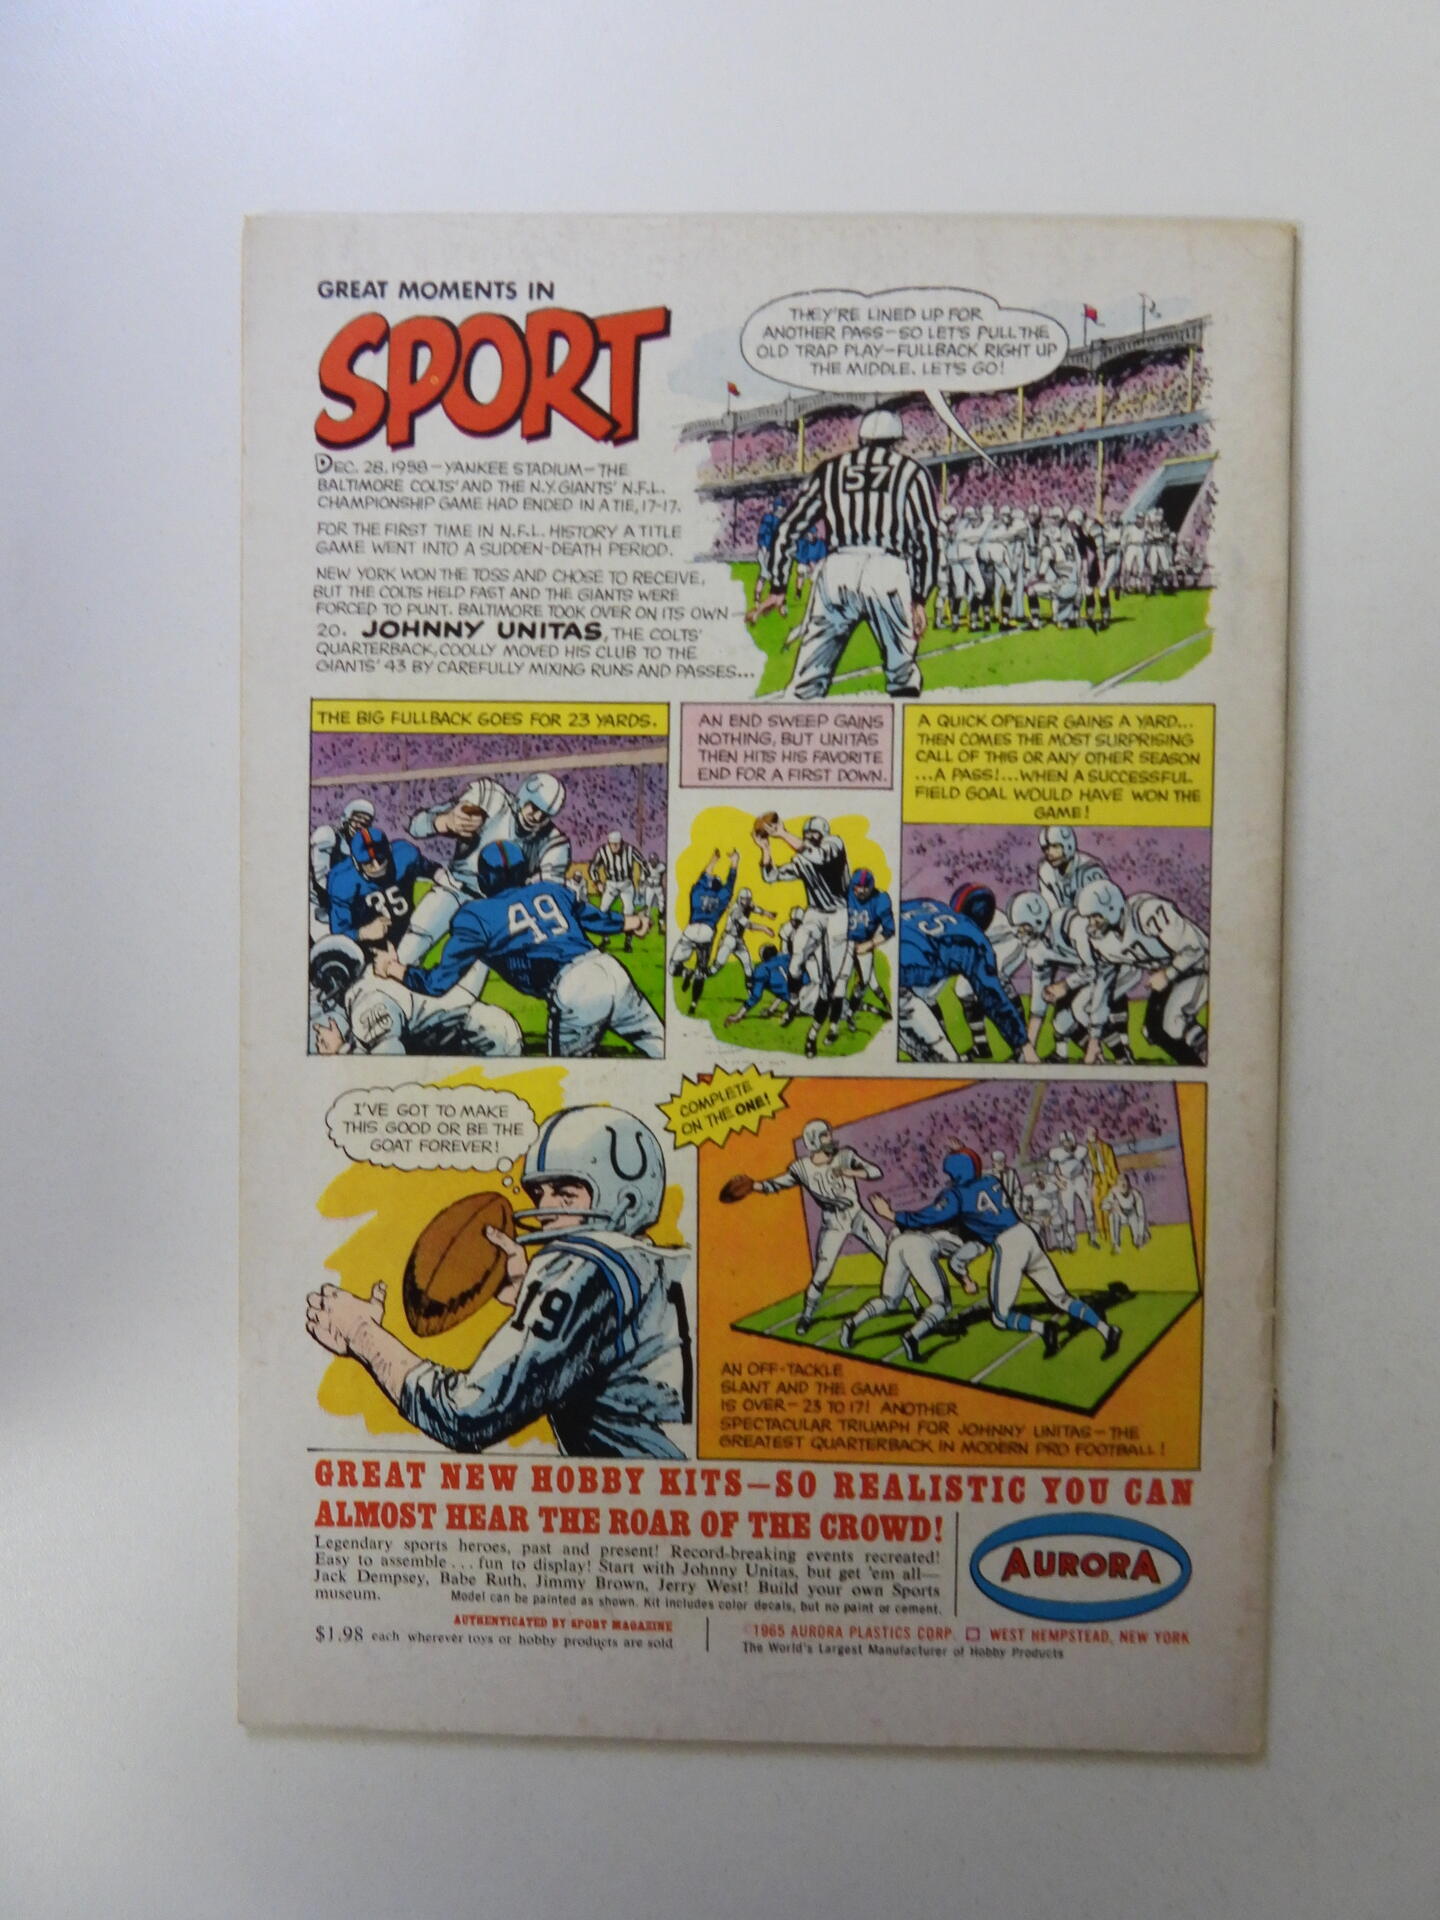 GREAT MOMENTS IN
SPORT
DEC. 28, 1958—YANKEE STADIUM—THE
BALTIMORE COLTS' AND THE N.Y. GIANTS' N.F.L.
CHAMPIONSHIP GAME HAD ENDED IN A TIE, 17-17.
FOR THE FIRST TIME IN N.F.L. HISTORY A TITLE
GAME WENT INTO A SUDDEN-DEATH PERIOD.
NEW YORK WON THE TOSS AND CHOSE TO RECEIVE,
BUT THE COLTS HELD FAST AND THE GIANTS WERE
FORCED TO PUNT. BALTIMORE TOOK OVER ON ITS OWN
20. JOHNNY UNITAS, THE COLTS'
QUARTERBACK, COOLLY MOVED HIS CLUB TO THE
GIANTS' 43 BY CAREFULLY MIXING RUNS AND PASSES...
THEY'RE LINED UP FOR
ANOTHER PASS—SO LET'S PULL THE
OLD TRAP PLAY—FULLBACK RIGHT UP
THE MIDDLE. LET'S GO!
57
THE BIG FULLBACK GOES FOR 23 YARDS.
35
49
AN END SWEEP GAINS
NOTHING, BUT UNITAS
THEN HITS HIS FAVORITE
END FOR A FIRST DOWN.
A QUICK OPENER GAINS A YARD...
THEN COMES THE MOST SURPRISING
CALL OF THIS OR ANY OTHER SEASON
...A PASS!...WHEN A SUCCESSFUL
FIELD GOAL WOULD HAVE WON THE
GAME!
75
77
I'VE GOT TO MAKE
THIS GOOD OR BE THE
GOAT FOREVER!
19
COMPLETE
ON THE ONE!
AN OFF-TACKLE
SLANT AND THE GAME
IS OVER—23 TO 17! ANOTHER
SPECTACULAR TRIUMPH FOR JOHNNY UNITAS—THE
GREATEST QUARTERBACK IN MODERN PRO FOOTBALL!
GREAT NEW HOBBY KITS—SO REALISTIC YOU CAN
ALMOST HEAR THE ROAR OF THE CROWD!
Legendary sports heroes, past and present! Record-breaking events recreated!
Easy to assemble . . . fun to display! Start with Johnny Unitas, but get 'em all—
Jack Dempsey, Babe Ruth, Jimmy Brown, Jerry West! Build your own Sports
museum. Model can be painted as shown. Kit includes color decals, but no paint or cement.
AUTHENTICATED BY SPORT MAGAZINE
$1.98 each wherever toys or hobby products are sold
AURORA
©1965 AURORA PLASTICS CORP. WEST HEMPSTEAD, NEW YORK
The World's Largest Manufacturer of Hobby Products